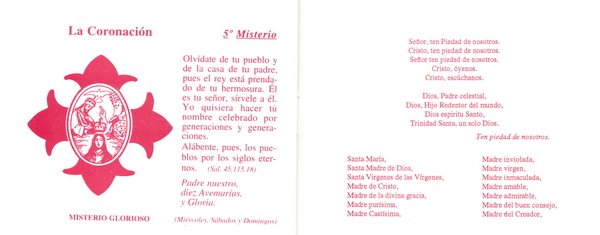 La Coronación
5º Misterio
Olvídate de tu pueblo y
de la casa de tu padre,
pues el rey está prenda-
do de tu hermosura. Él
es tu señor, sírvele a él.
Yo quisiera hacer tú
nombre celebrado por
generaciones y genera-
ciones.
Alábente, pues, los pue-
blos por los siglos eter-
nos. (Sal. 45,115.18)
Padre nuestro,
diez Avemarías,
y Gloria.
MISTERIO GLORIOSO
(Miércoles, Sábados y Domingos)
Señor, ten Piedad de nosotros.
Cristo, ten piedad de nosotros.
Señor ten piedad de nosotros.
Cristo, óyenos.
Cristo, escúchanos.
Dios, Padre celestial,
Dios, Hijo Redentor del mundo,
Dios espíritu Santo,
Trinidad Santa, un solo Dios.
Ten piedad de nosotros.
Santa María,
Santa Madre de Dios,
Santa Virgenes de las Vírgenes,
Madre de Cristo,
Madre de la divina gracia,
Madre purísima,
Madre Castísima,
Madre inviolada,
Madre virgen,
Madre inmaculada,
Madre amable,
Madre admirable,
Madre del buen consejo,
Madre del Creador,